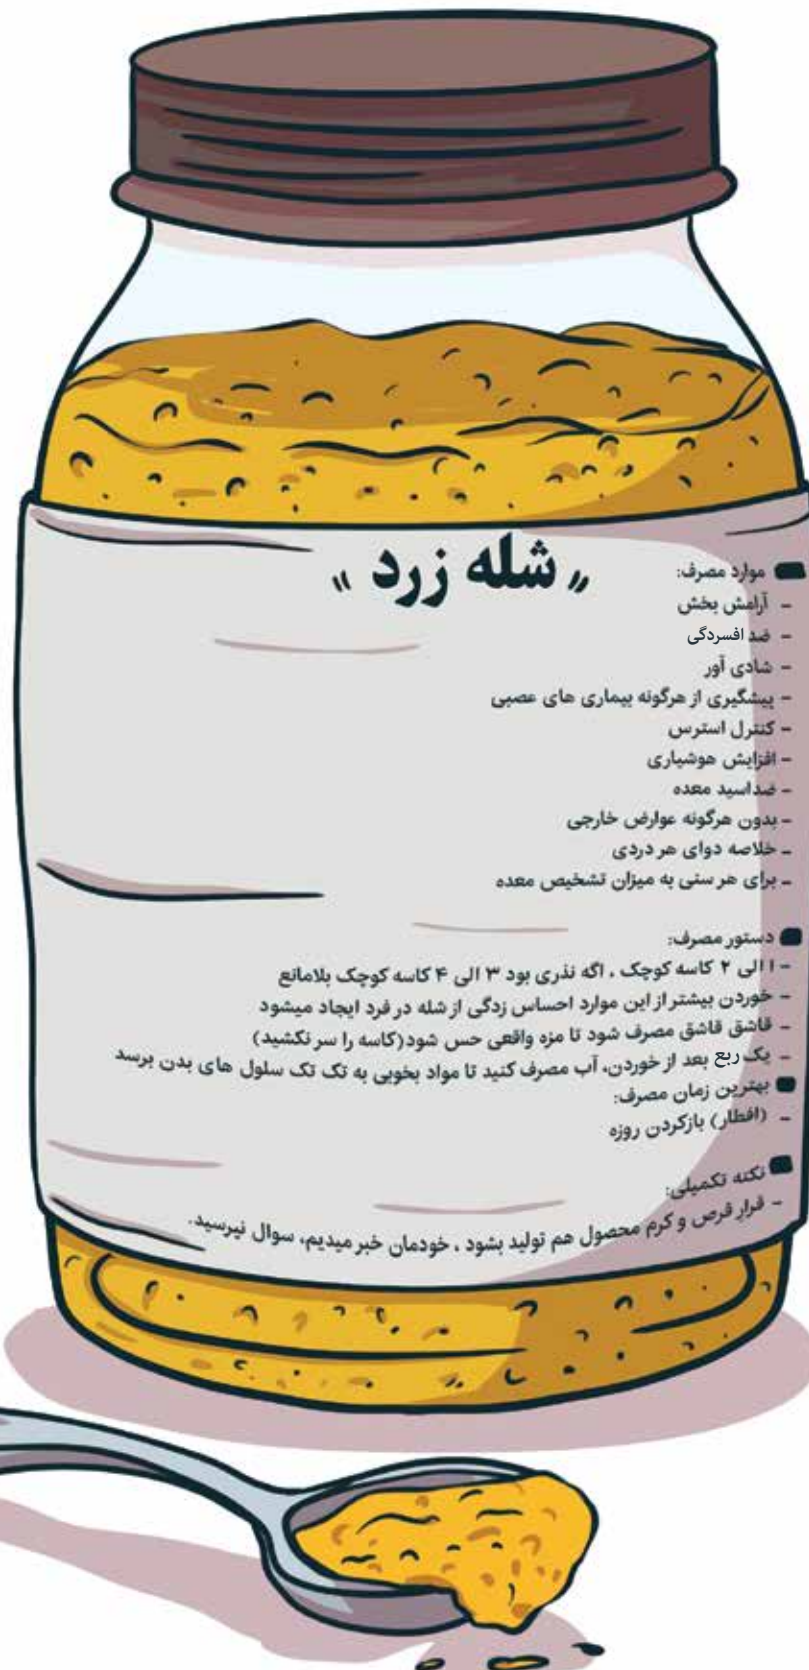 « شله زرد »
موارد مصرف:
- آرامش بخش
- ضد افسردگی
- شادی آور
- پیشگیری از هرگونه بیماری های عصبی
- کنترل استرس
- افزایش هوشیاری
- ضداسید معده
- بدون هرگونه عوارض خارجی
- خلاصه دوای هر دردی
- برای هر سنی به میزان تشخیص معده
دستور مصرف:
- ۱ الی ۲ کاسه کوچک ، اگه نذری بود ۳ الی ۴ کاسه کوچک بلامانع
- خوردن بیشتر از این موارد احساس زدگی از شله در فرد ایجاد میشود
- قاشق قاشق مصرف شود تا مزه واقعی حس شود (کاسه را سر نکشید)
- یک ربع بعد از خوردن، آب مصرف کنید تا مواد بخوبی به تک تک سلول های بدن برسد
بهترین زمان مصرف:
- (افطار) بازکردن روزه
نکته تکمیلی:
- قرارِ قرص و کرم محصول هم تولید بشود ، خودمان خبر میدیم، سوال نپرسید.